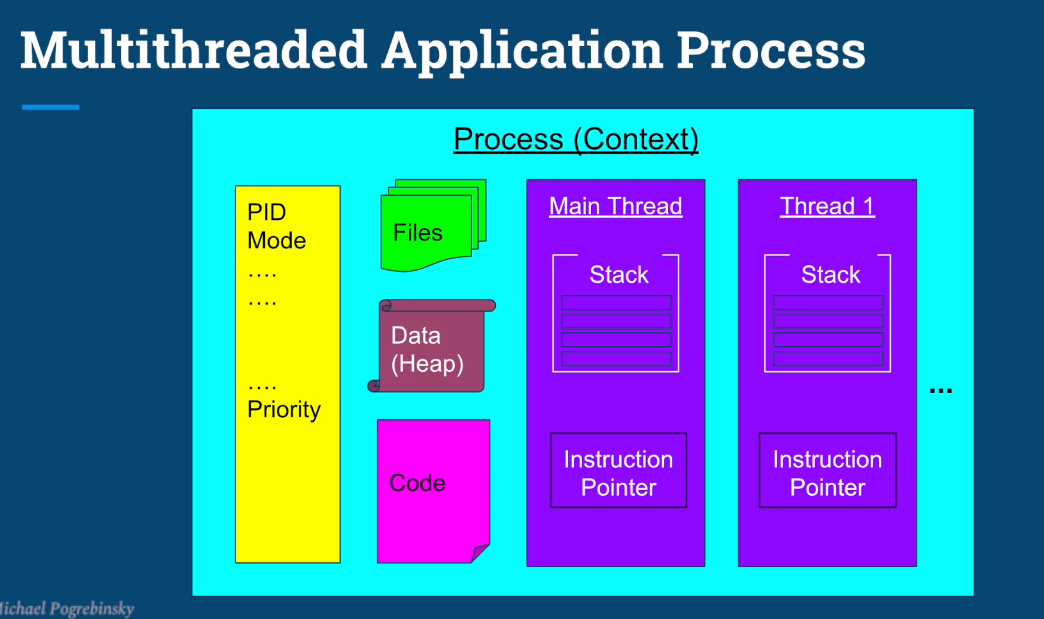 Multithreaded Application Process
Process (Context)
PID
Mode
....
....
....
Priority
Files
Data
(Heap)
Code
Main Thread
Stack
Instruction
Pointer
Thread 1
Stack
Instruction
Pointer
...
Michael Pogrebinsky